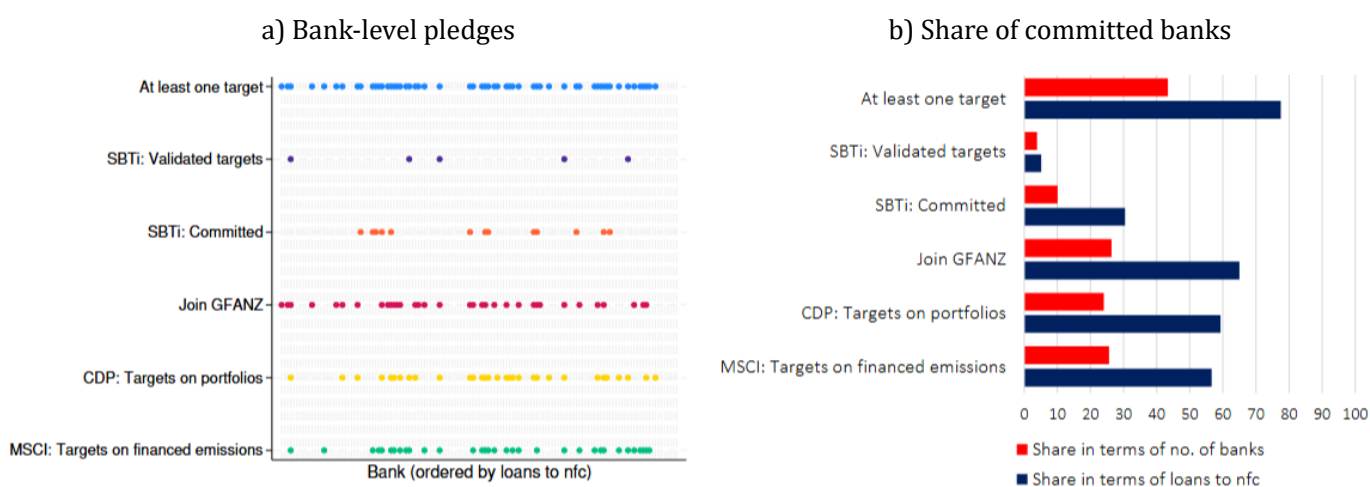 a) Bank-level pledges
At least one target
SBTi: Validated targets
SBTi: Committed
Join GFANZ
CDP: Targets on portfolios
MSCI: Targets on financed emissions
Bank (ordered by loans to nfc)
b) Share of committed banks
At least one target
SBTi: Validated targets
SBTi: Committed
Join GFANZ
CDP: Targets on portfolios
MSCI: Targets on financed emissions
0 10 20 30 40 50 60 70 80 90 100
Share in terms of no. of banks
Share in terms of loans to nfc